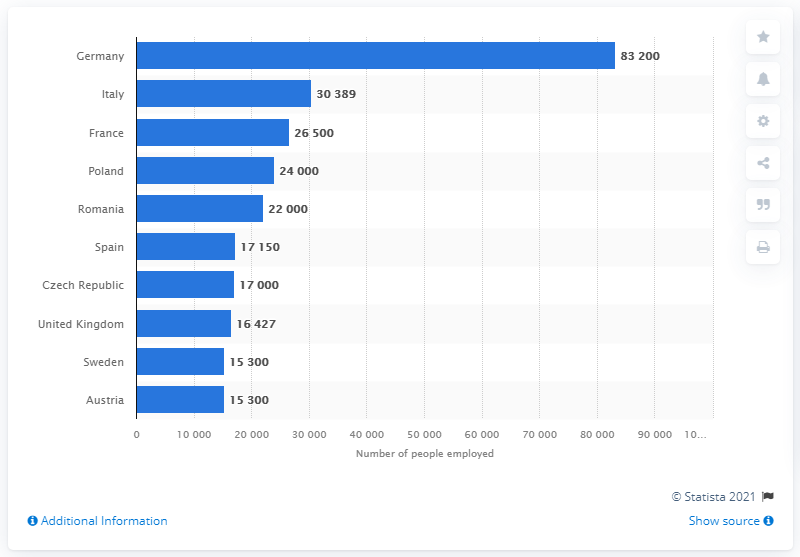 Germany 83 200
Italy 30 389
France 26 500
Poland 24 000
Romania 22 000
Spain 17 150
Czech Republic 17 000
United Kingdom 16 427
Sweden 15 300
Austria 15 300
0 10 000 20 000 30 000 40 000 50 000 60 000 70 000 80 000 90 000 10...
Number of people employed
© Statista 2021
Additional Information Show source